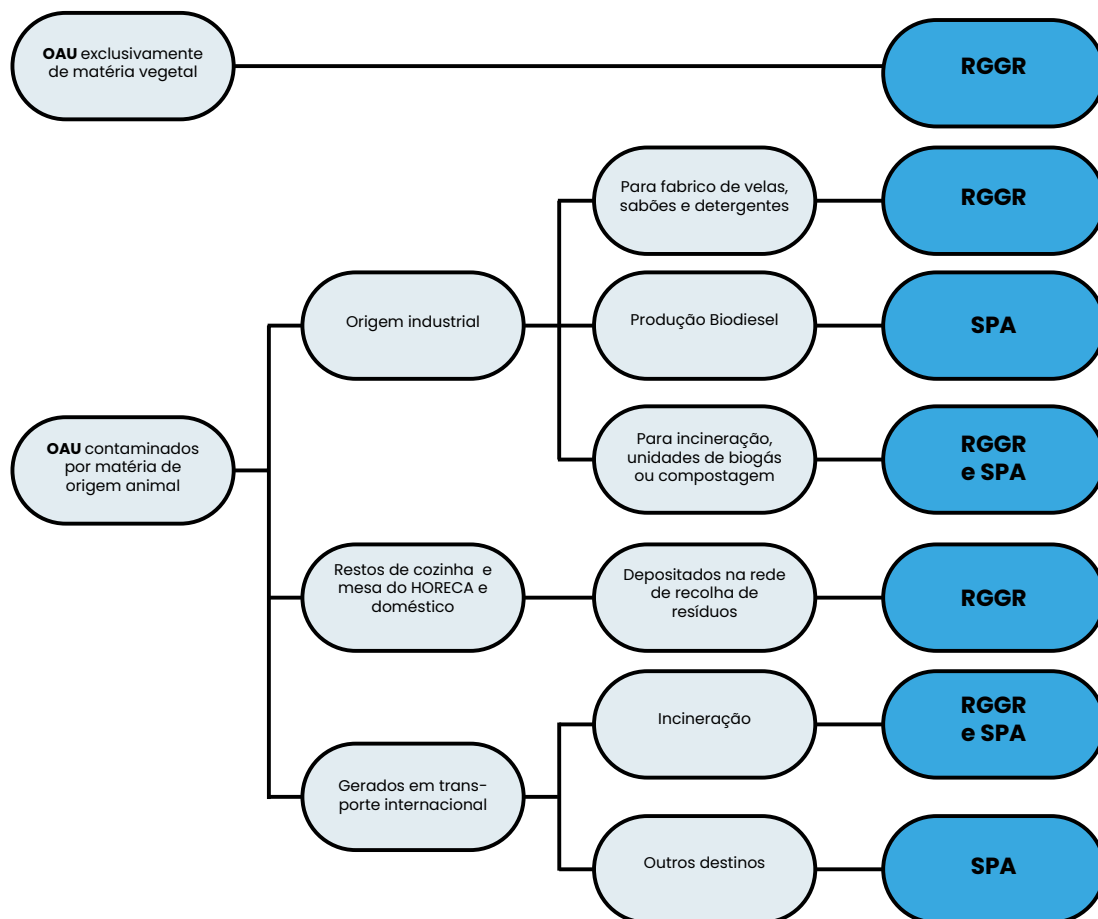 OAU exclusivamente
de matéria vegetal
RGGR
Para fabrico de velas,
sabões e detergentes
RGGR
Origem industrial
Produção Biodiesel
SPA
OAU contaminados
por matéria de
origem animal
Para incineração,
unidades de biogás
ou compostagem
RGGR
e SPA
Restos de cozinha e
mesa do HORECA e
doméstico
Depositados na rede
de recolha de
resíduos
RGGR
Gerados em trans-
porte internacional
Incineração
RGGR
e SPA
Outros destinos
SPA